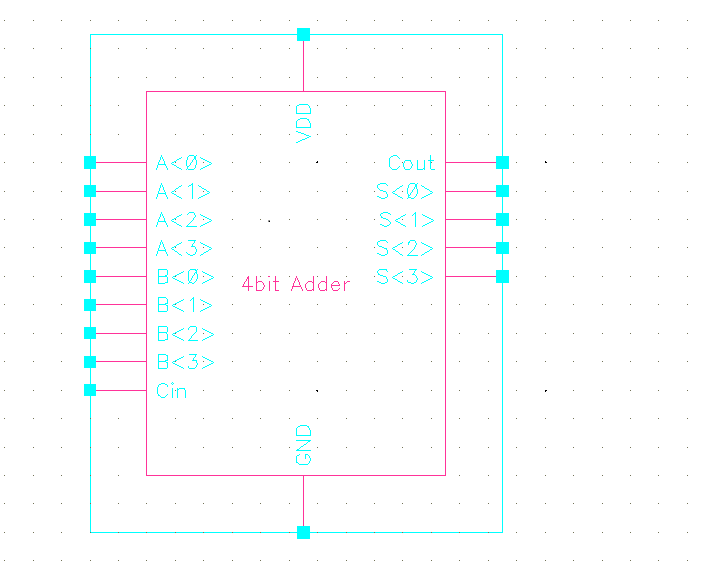 VDD
A<0> Cout
A<1> S<0>
A<2> S<1>
A<3> S<2>
B<0> 4bit Adder S<3>
B<1>
B<2>
B<3>
Cin
GND